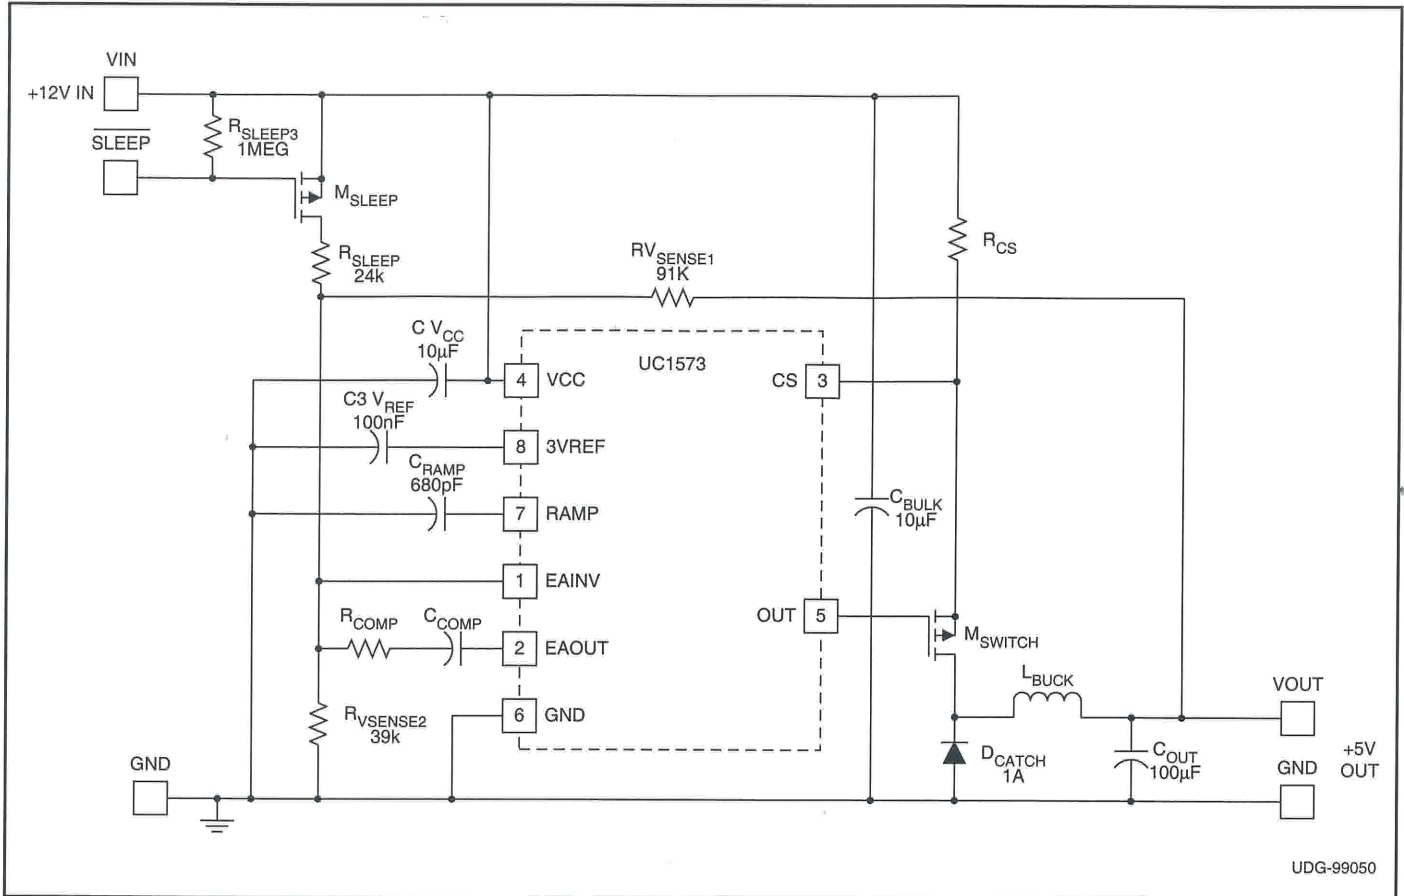 VIN
+12V IN
SLEEP
RSLEEP3
1MEG
MSLEEP
RSLEEP
24k
RVSENSE1
91K
RCS
C VCC
10µF
UC1573
4 VCC
CS 3
C3 VREF
100nF
8 3VREF
CRAMP
680pF
7 RAMP
CBULK
10µF
1 EAINV
OUT 5
RCOMP
CCOMP
2 EAOUT
MSWITCH
LBUCK
VOUT
6 GND
RVSENSE2
39k
DCATCH
1A
COUT
100µF
+5V
OUT
GND
GND
UDG-99050